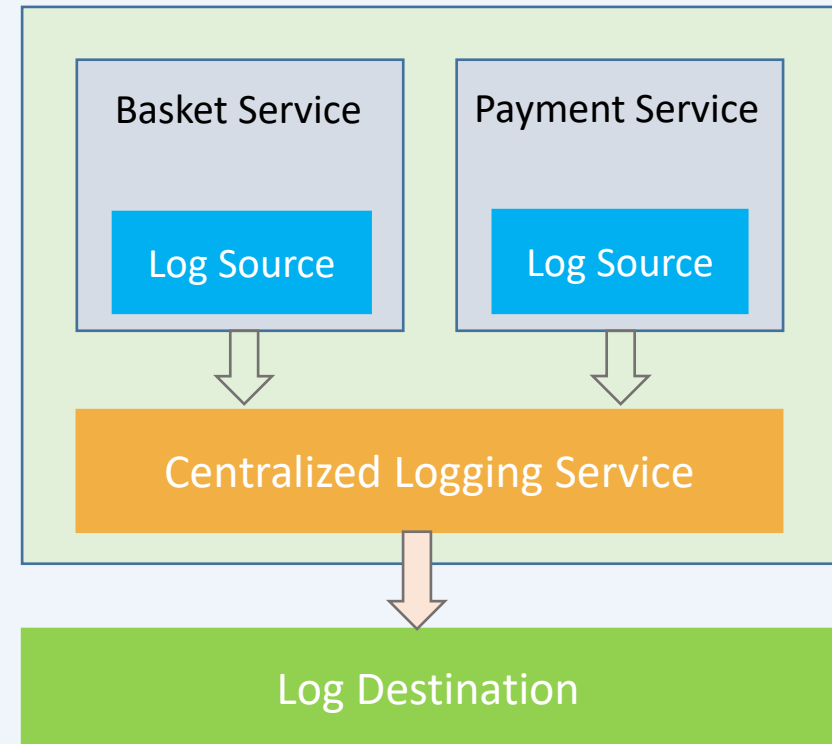 Basket Service
Payment Service
Log Source
Log Source
Centralized Logging Service
Log Destination